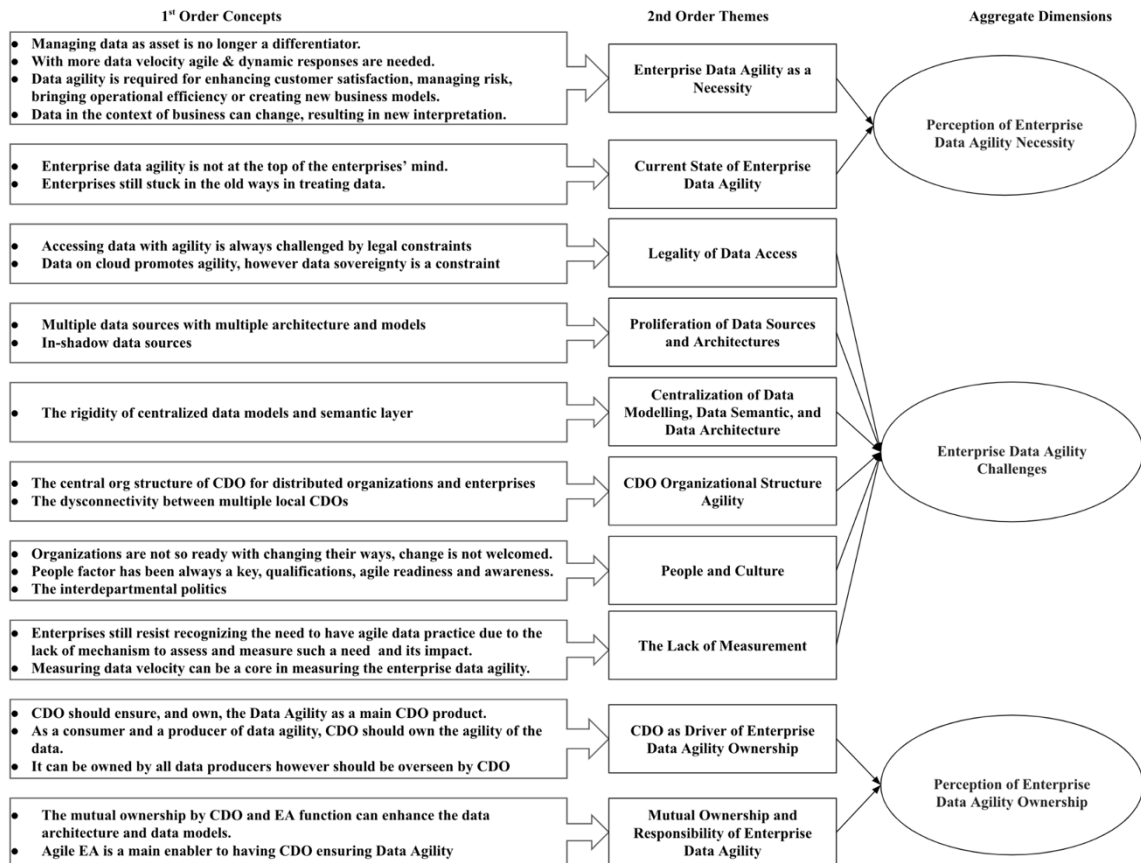 1st Order Concepts
2nd Order Themes
Aggregate Dimensions
● Managing data as asset is no longer a differentiator.
● With more data velocity agile & dynamic responses are needed.
● Data agility is required for enhancing customer satisfaction, managing risk,
bringing operational efficiency or creating new business models.
● Data in the context of business can change, resulting in new interpretation.
Enterprise Data Agility as a
Necessity
● Enterprise data agility is not at the top of the enterprises’ mind.
● Enterprises still stuck in the old ways in treating data.
Current State of Enterprise
Data Agility
Perception of Enterprise
Data Agility Necessity
● Accessing data with agility is always challenged by legal constraints
● Data on cloud promotes agility, however data sovereignty is a constraint
Legality of Data Access
● Multiple data sources with multiple architecture and models
● In-shadow data sources
Proliferation of Data Sources
and Architectures
● The rigidity of centralized data models and semantic layer
Centralization of Data
Modelling, Data Semantic, and
Data Architecture
● The central org structure of CDO for distributed organizations and enterprises
● The dysconnectivity between multiple local CDOs
CDO Organizational Structure
Agility
● Organizations are not so ready with changing their ways, change is not welcomed.
● People factor has been always a key, qualifications, agile readiness and awareness.
● The interdepartmental politics
People and Culture
● Enterprises still resist recognizing the need to have agile data practice due to the
lack of mechanism to assess and measure such a need and its impact.
● Measuring data velocity can be a core in measuring the enterprise data agility.
The Lack of Measurement
Enterprise Data Agility
Challenges
● CDO should ensure, and own, the Data Agility as a main CDO product.
● As a consumer and a producer of data agility, CDO should own the agility of the
data.
● It can be owned by all data producers however should be overseen by CDO
CDO as Driver of Enterprise
Data Agility Ownership
● The mutual ownership by CDO and EA function can enhance the data
architecture and data models.
● Agile EA is a main enabler to having CDO ensuring Data Agility
Mutual Ownership and
Responsibility of Enterprise
Data Agility
Perception of Enterprise
Data Agility Ownership